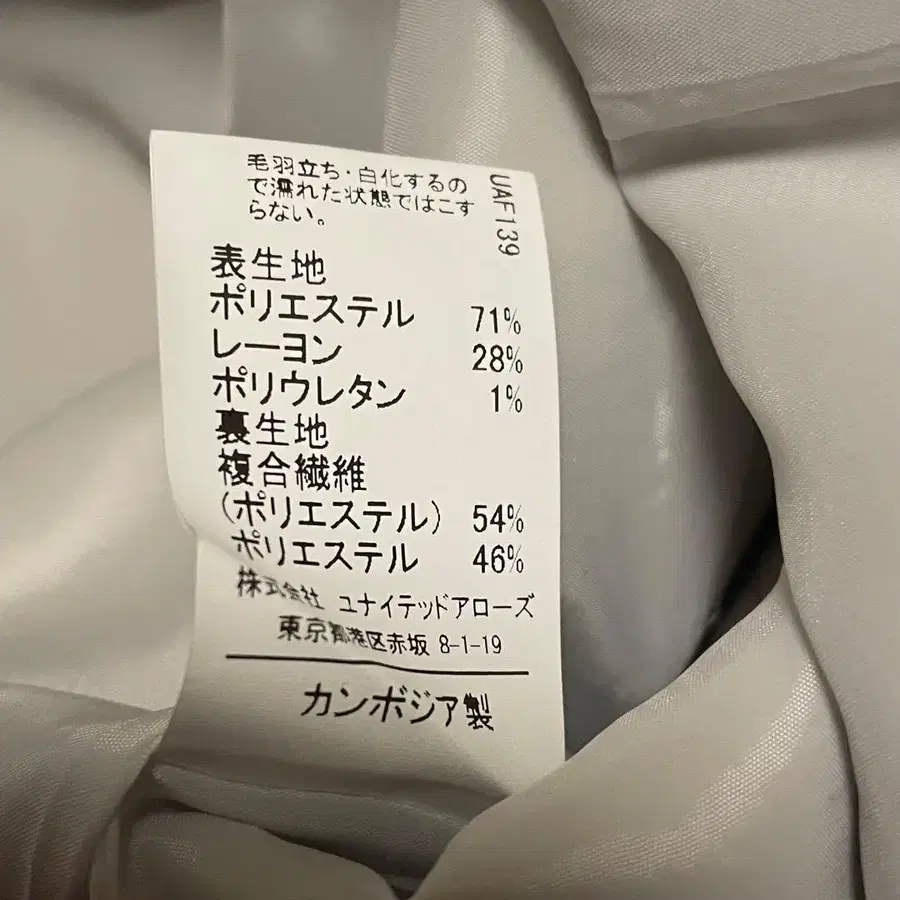 毛羽立ち・白化するの
で濡れた状態ではこす
らない。
UAF139
表生地
ポリエステル 71%
レーヨン 28%
ポリウレタン 1%
裏生地
複合繊維
(ポリエステル) 54%
ポリエステル 46%
株式会社 ユナイテッドアローズ
東京都港区赤坂 8-1-19
カンボジア製